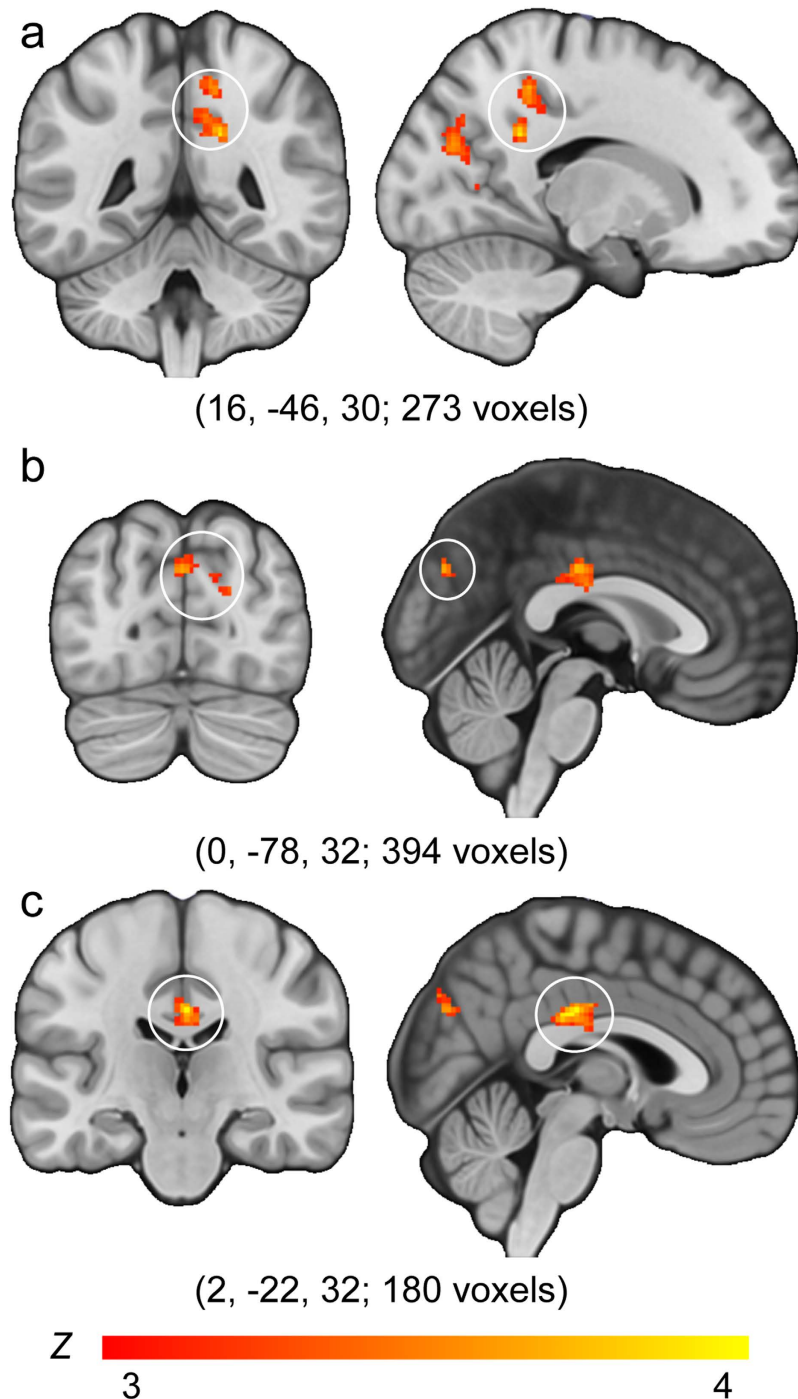 a
(16, -46, 30; 273 voxels)
b
(0, -78, 32; 394 voxels)
c
(2, -22, 32; 180 voxels)
z
3 4